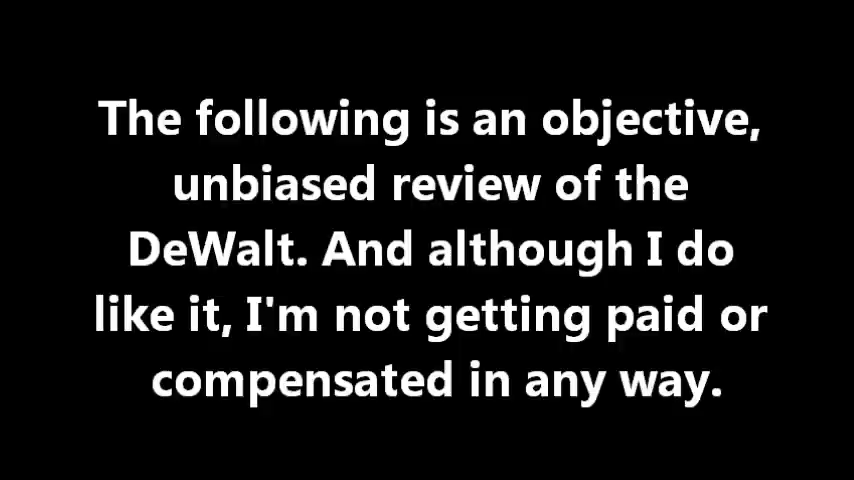 The following is an objective,
unbiased review of the
DeWalt. And although I do
like it, I'm not getting paid or
compensated in any way.